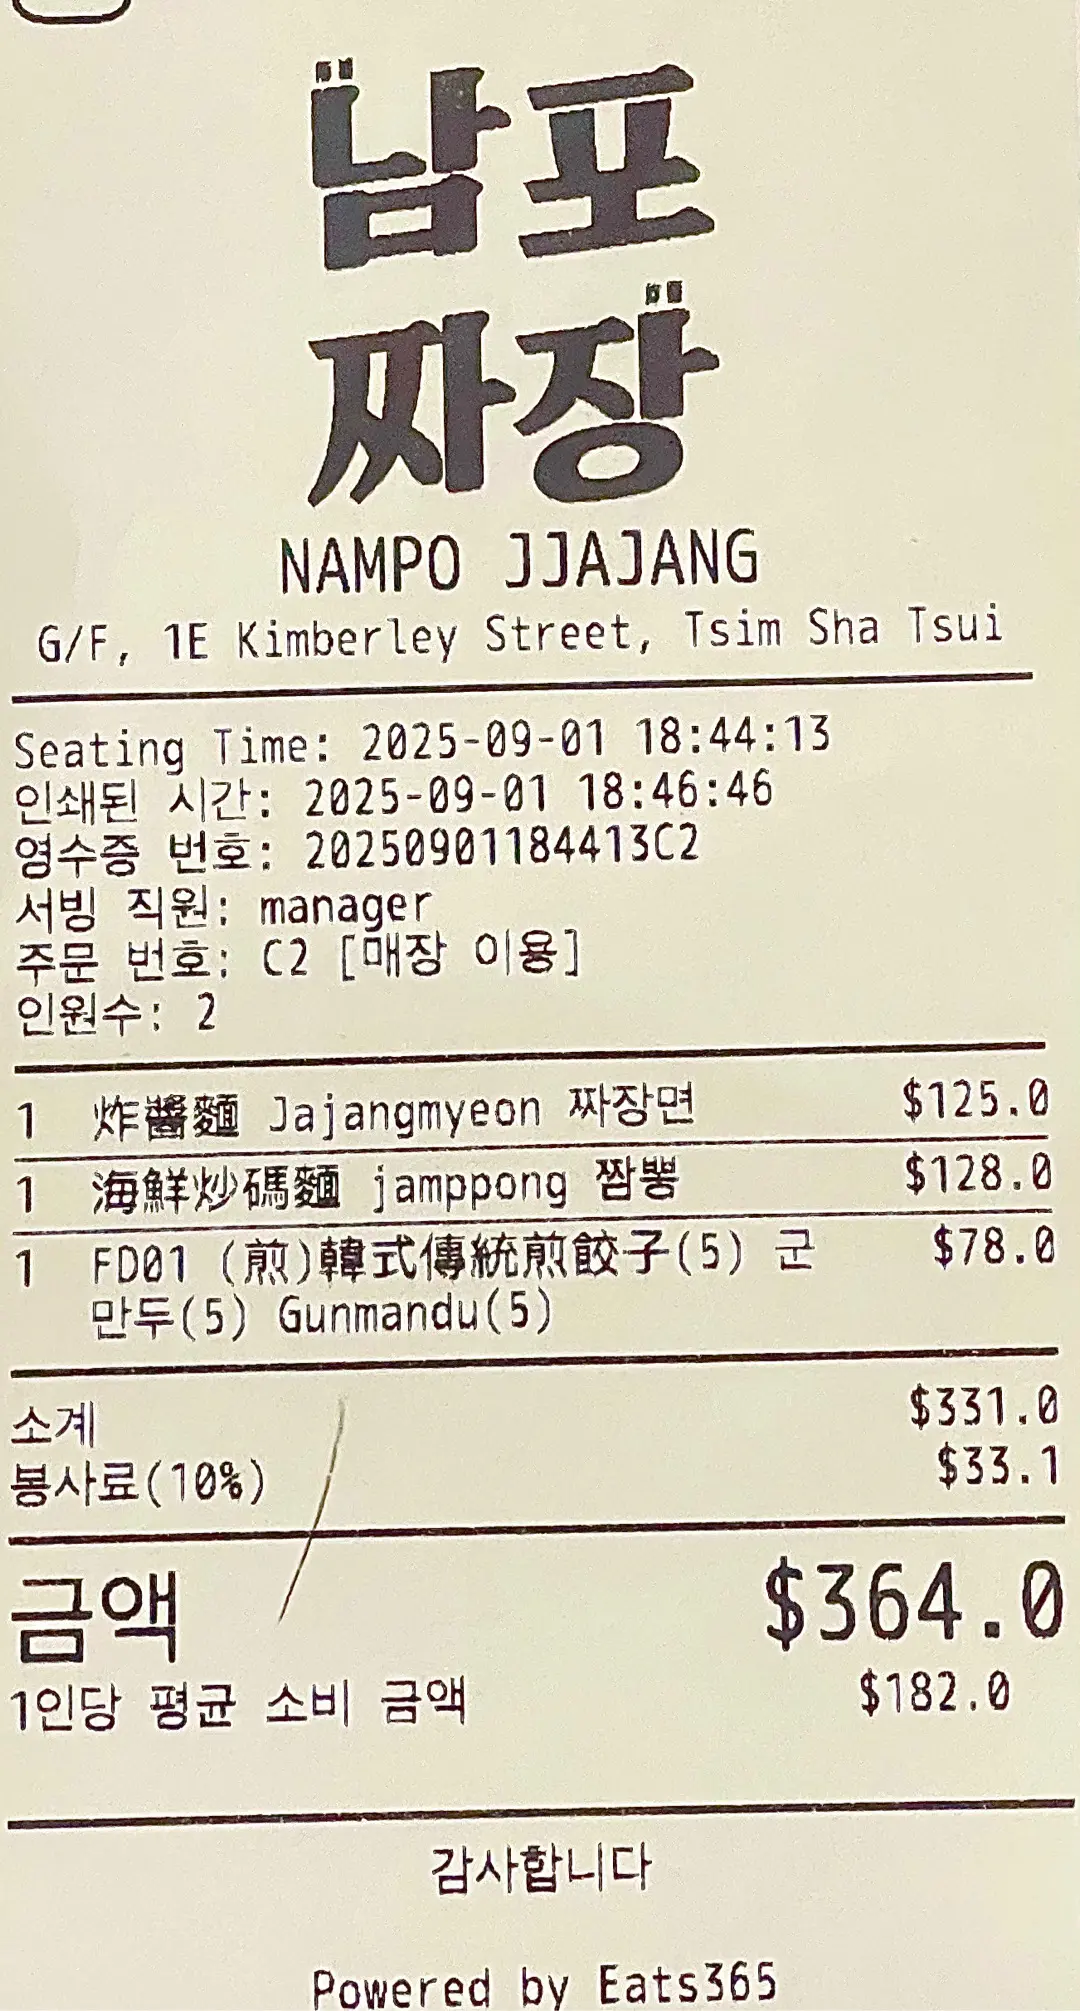 남포
짜장
NAMPO JJAJANG
G/F, 1E Kimberley Street, Tsim Sha Tsui
Seating Time: 2025-09-01 18:44:13
인쇄된 시간: 2025-09-01 18:46:46
영수증 번호: 20250901184413C2
서빙 직원: manager
주문 번호: C2 [매장 이용]
인원수: 2
1 炸醬麵 Jajangmyeon 짜장면 $125.0
1 海鮮炒碼麵 jamppong 짬뽕 $128.0
1 FD01 (煎)韓式傳統煎餃子(5) 군 $78.0
만두(5) Gunmandu(5)
소계 $331.0
봉사료(10%) $33.1
금액 $364.0
1인당 평균 소비 금액 $182.0
감사합니다
Powered by Eats365